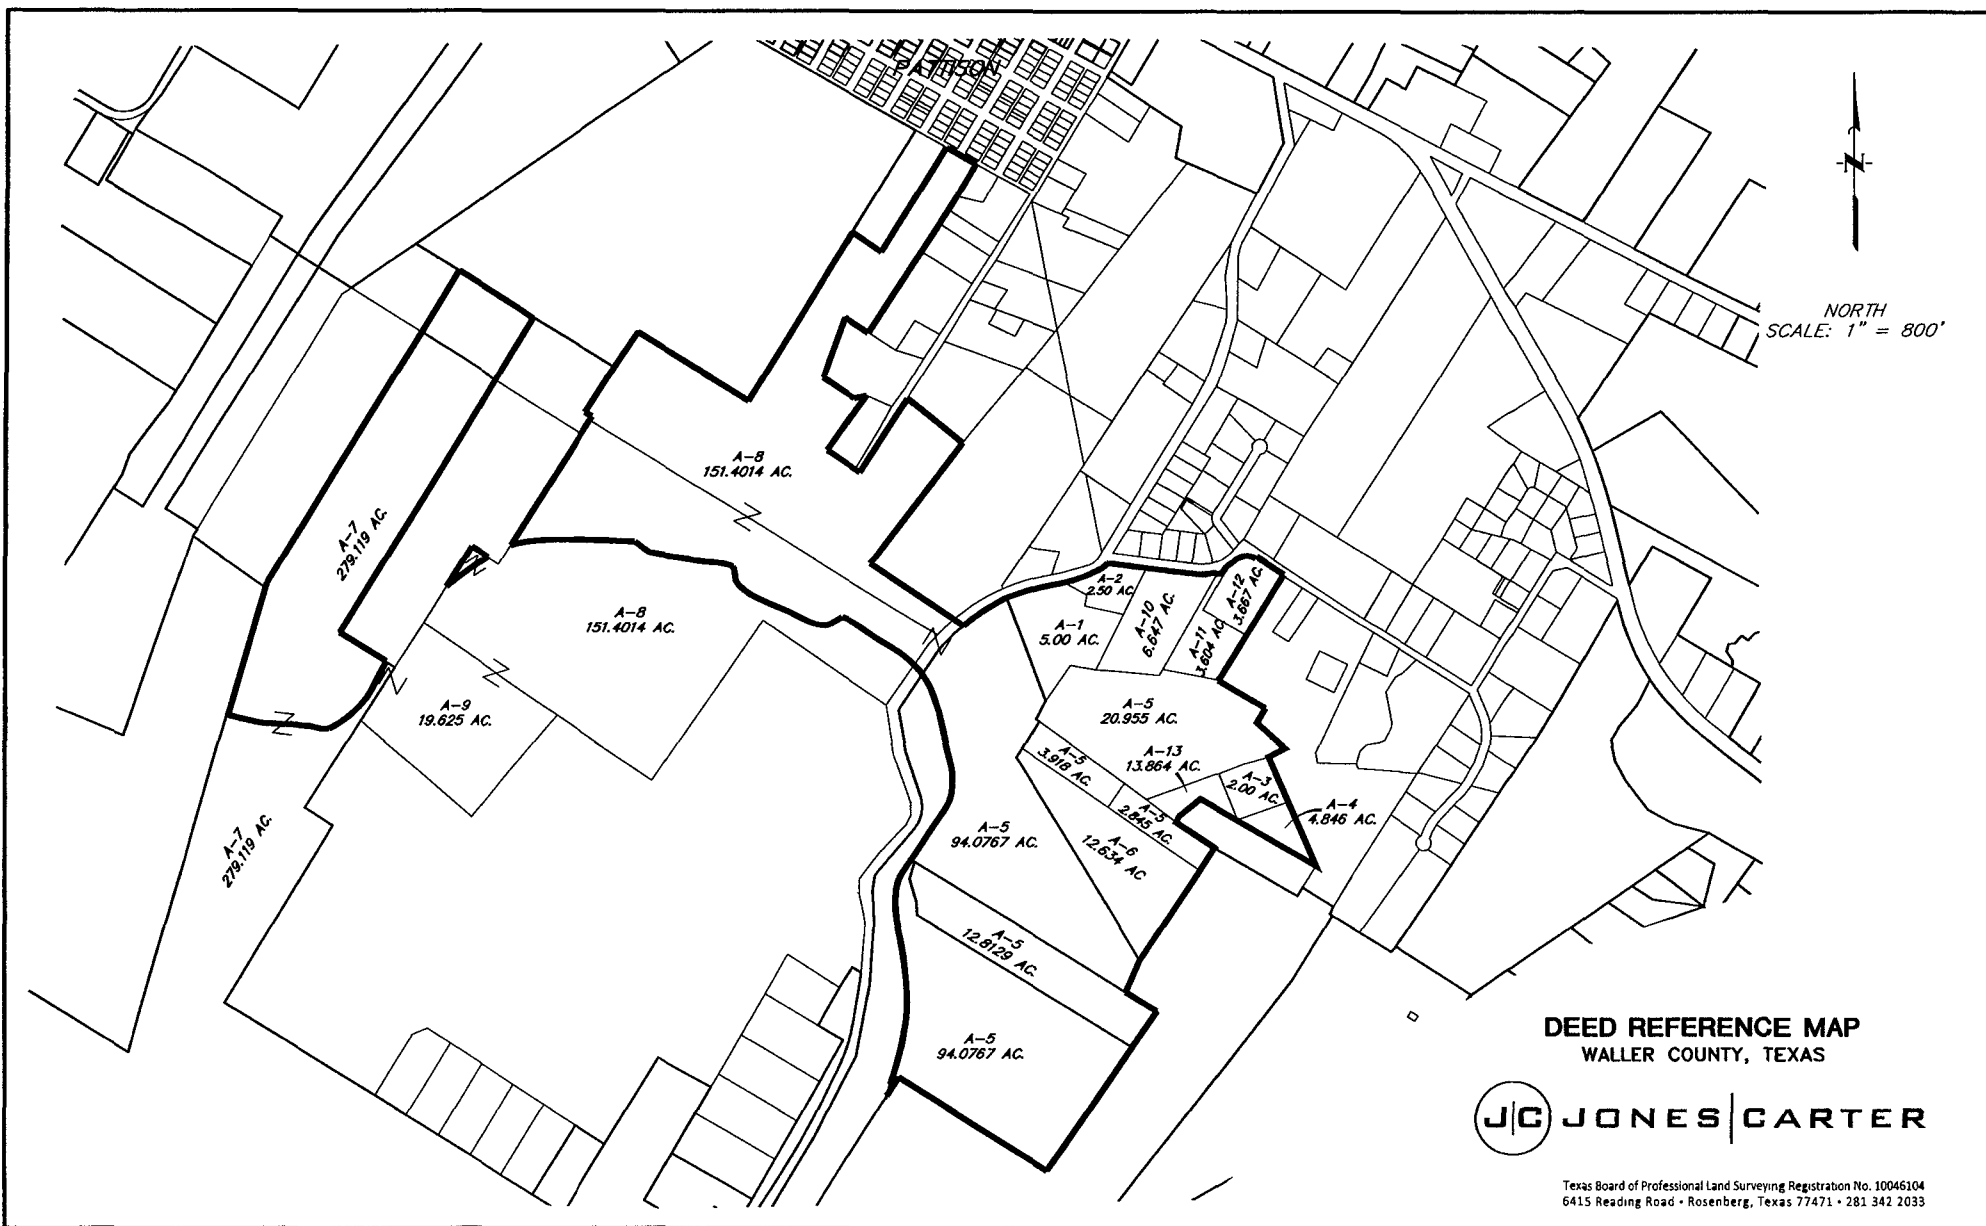 PATTISON
N
NORTH
SCALE: 1" = 800'
A-8
151.4014 AC.
A-7
279.119 AC.
A-8
151.4014 AC.
A-2
2.50 AC
A-12
3.667 AC.
A-10
6.647 AC.
A-1
5.00 AC.
A-11
3.604 AC.
A-9
19.625 AC.
A-5
20.955 AC.
A-5
3.918 AC.
A-13
13.864 AC.
A-3
2.00 AC.
A-4
4.846 AC.
A-5
2.845 AC.
A-5
94.0767 AC.
A-6
12.634 AC
A-7
279.119 AC.
A-5
12.8129 AC.
A-5
94.0767 AC.
DEED REFERENCE MAP
WALLER COUNTY, TEXAS
J|C JONES|CARTER
Texas Board of Professional Land Surveying Registration No. 10046104
6415 Reading Road • Rosenberg, Texas 77471 • 281 342 2033